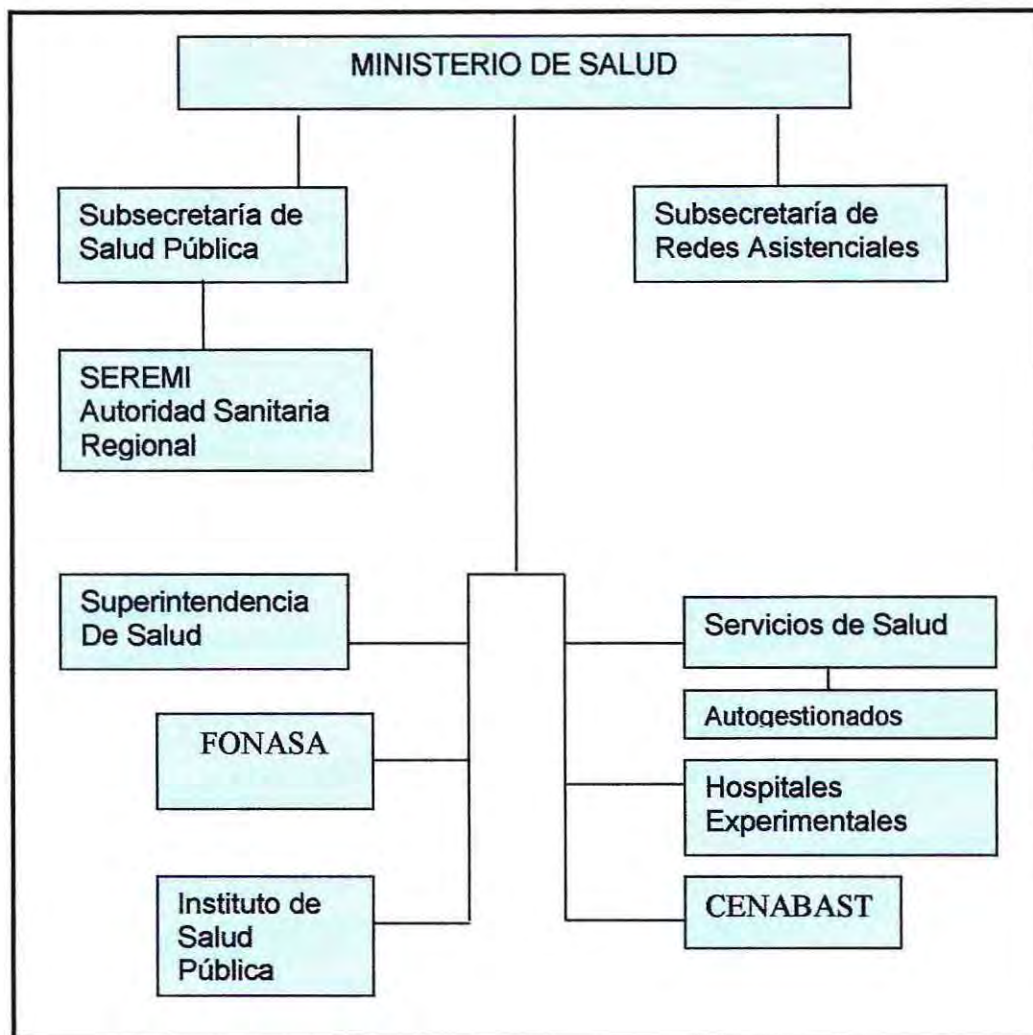 MINISTERIO DE SALUD
Subsecretaría de
Salud Pública
Subsecretaría de
Redes Asistenciales
SEREMI
Autoridad Sanitaria
Regional
Superintendencia
De Salud
Servicios de Salud
Autogestionados
FONASA
Hospitales
Experimentales
Instituto de
Salud
Pública
CENABAST